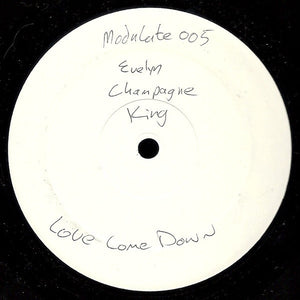 Modulate 005
Evelyn
Champagne
King
Love Come Down